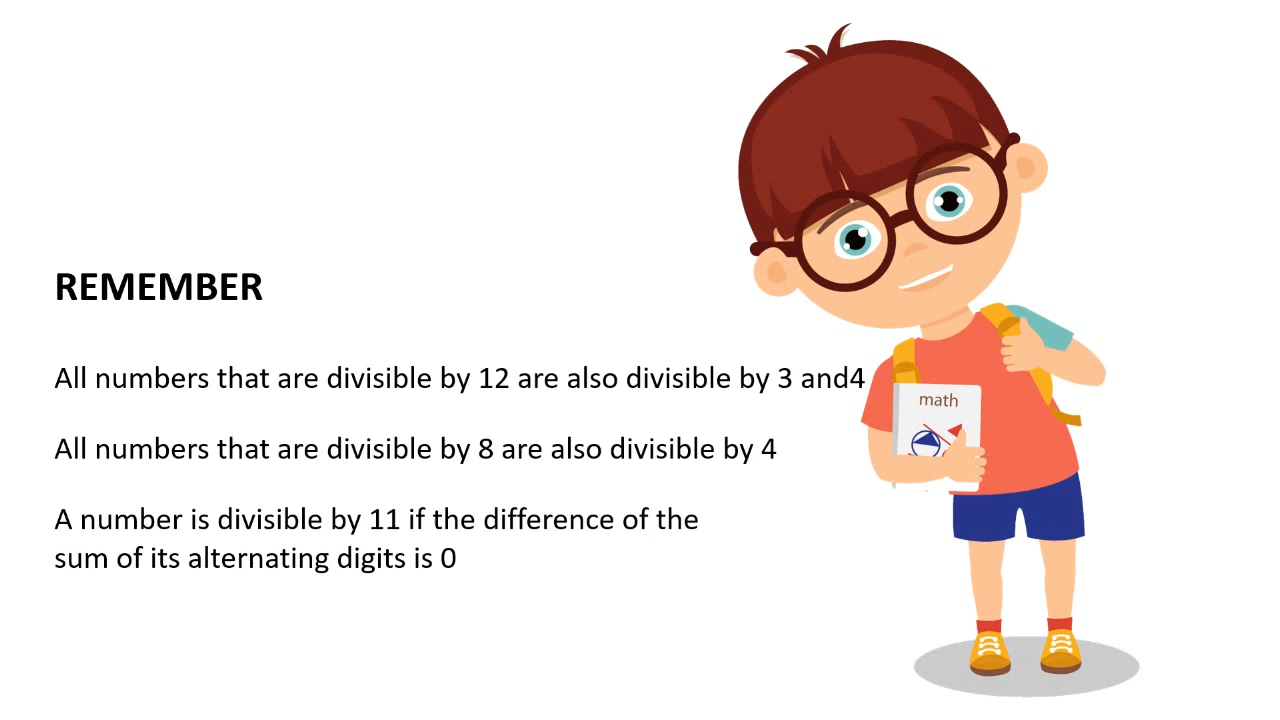 REMEMBER
All numbers that are divisible by 12 are also divisible by 3 and4
math
All numbers that are divisible by 8 are also divisible by 4
A number is divisible by 11 if the difference of the
sum of its alternating digits is 0